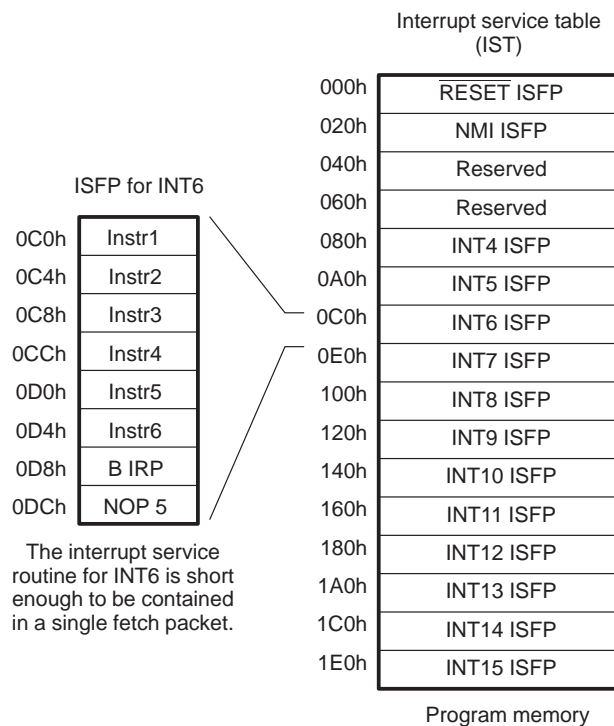 Interrupt service table
(IST)
000h RESET ISFP
020h NMI ISFP
040h Reserved
060h Reserved
080h INT4 ISFP
0A0h INT5 ISFP
0C0h INT6 ISFP
0E0h INT7 ISFP
100h INT8 ISFP
120h INT9 ISFP
140h INT10 ISFP
160h INT11 ISFP
180h INT12 ISFP
1A0h INT13 ISFP
1C0h INT14 ISFP
1E0h INT15 ISFP
Program memory
ISFP for INT6
0C0h Instr1
0C4h Instr2
0C8h Instr3
0CCh Instr4
0D0h Instr5
0D4h Instr6
0D8h B IRP
0DCh NOP 5
The interrupt service
routine for INT6 is short
enough to be contained
in a single fetch packet.